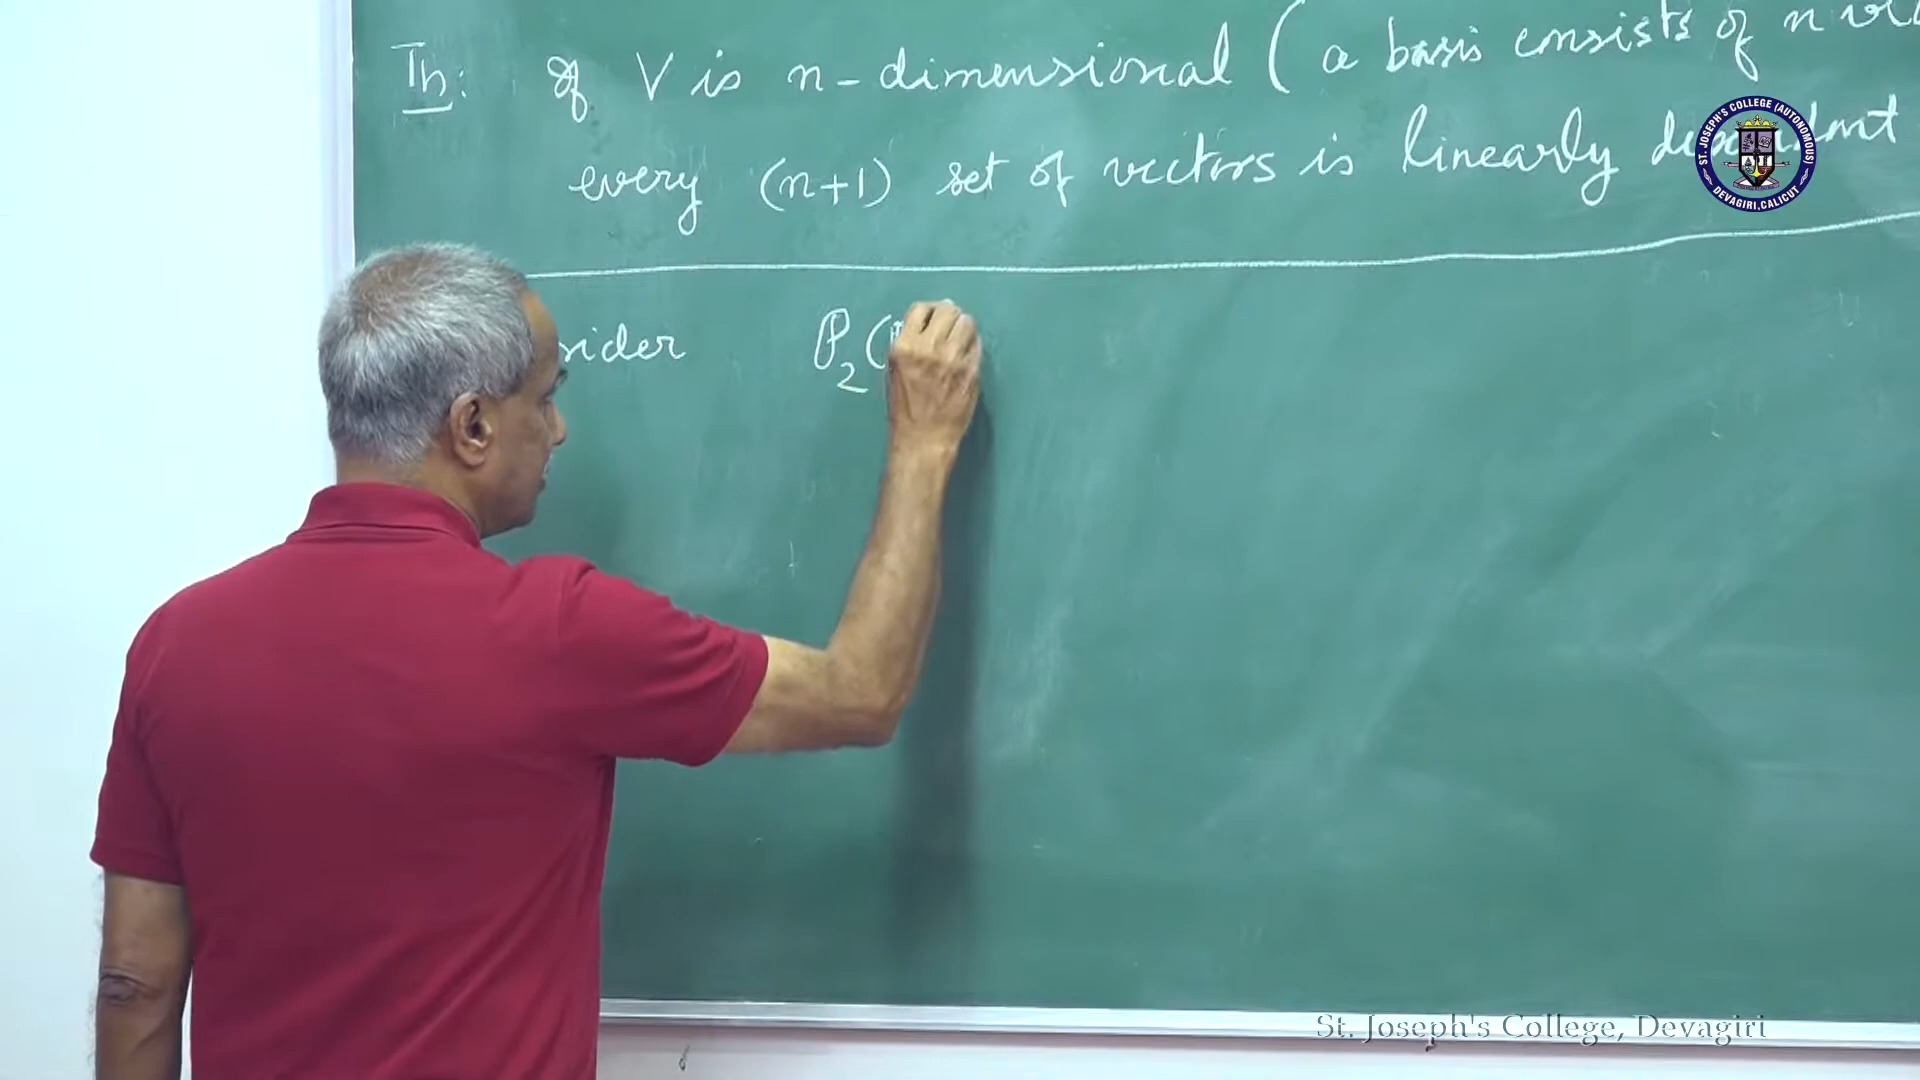 Th: If V is n-dimensional ( a basis consists of n
every (n+1) set of vectors is linearly dependent
P₂(
ST. JOSEPH'S COLLEGE (AUTONOMOUS)
DEVAGIRI, CALICUT
St. Joseph's College, Devagiri